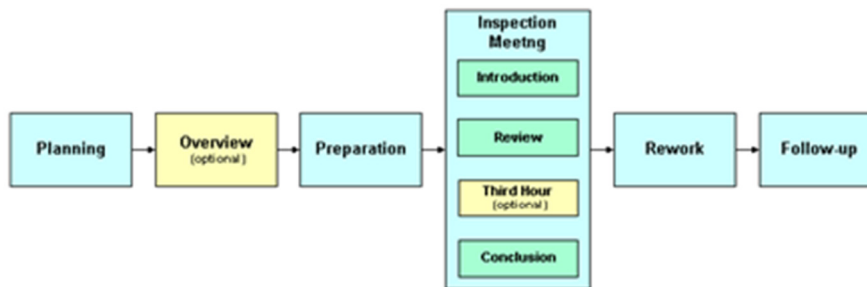 Planning
Overview
(optional)
Preparation
Inspection
Meetng
Introduction
Review
Third Hour
(optional)
Conclusion
Rework
Follow-up